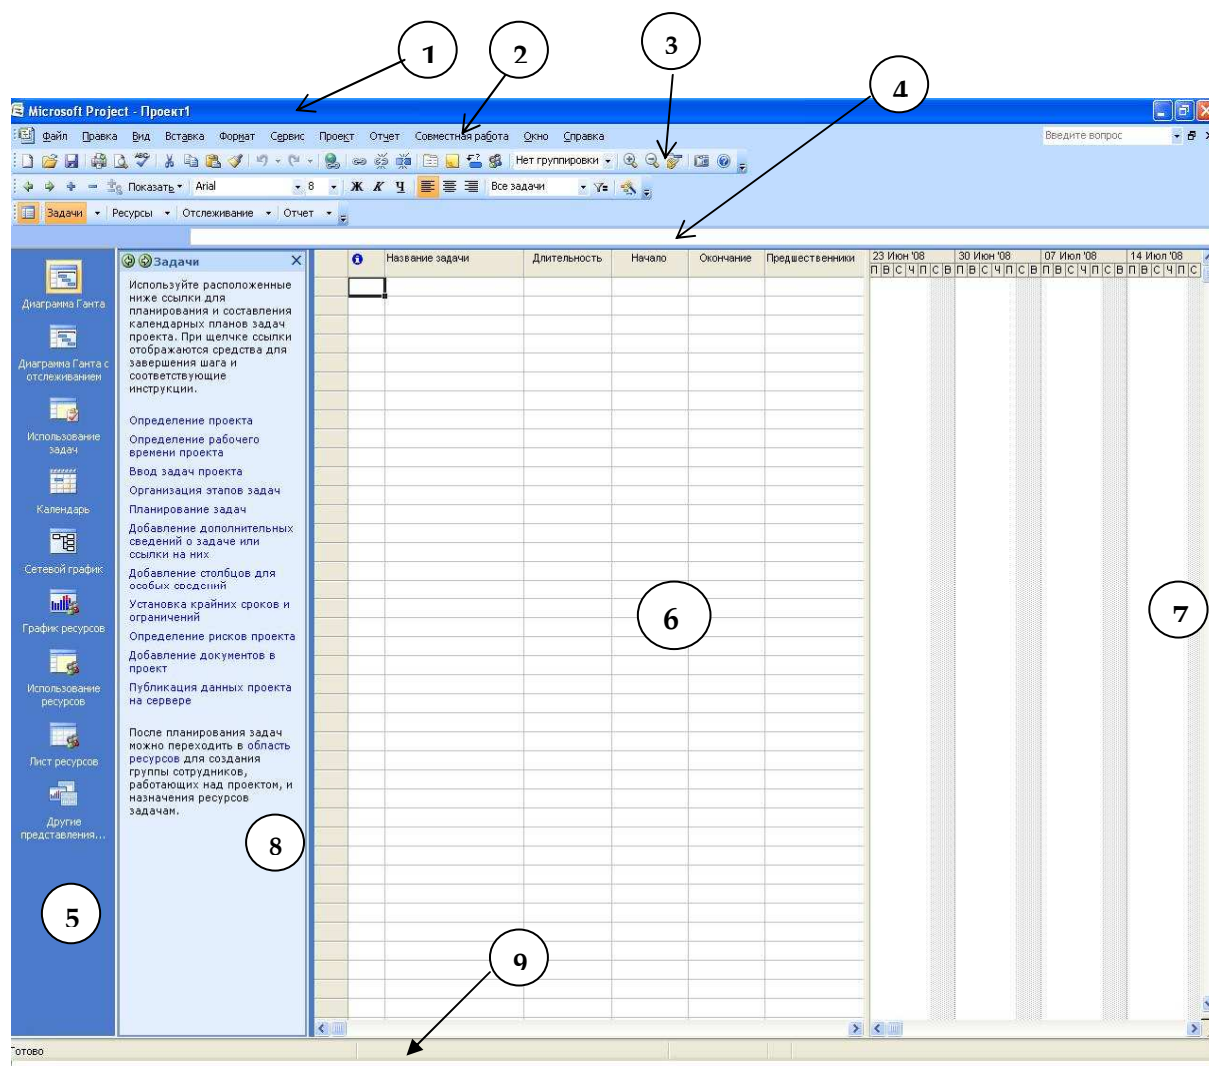 1
2
3
4
Microsoft Project - Проект1
Файл Правка Вид Вставка Формат Сервис Проект Отчет Совместная работа Окно Справка Введите вопрос
Нет группировки
Показать Arial 8 Ж К Ч Все задачи
Задачи Ресурсы Отслеживание Отчет
Диаграмма Ганта
Диаграмма Ганта с
отслеживанием
Использование
задач
Календарь
Сетевой график
График ресурсов
Использование
ресурсов
Лист ресурсов
Другие
представления...
5
Задачи
Используйте расположенные
ниже ссылки для
планирования и составления
календарных планов задач
проекта. При щелчке ссылки
отображаются средства для
завершения шага и
соответствующие
инструкции.
Определение проекта
Определение рабочего
времени проекта
Ввод задач проекта
Организация этапов задач
Планирование задач
Добавление дополнительных
сведений о задаче или
ссылки на них
Добавление столбцов для
особых сведений
Установка крайних сроков и
ограничений
Определение рисков проекта
Добавление документов в
проект
Публикация данных проекта
на сервере
После планирования задач
можно переходить в область
ресурсов для создания
группы сотрудников,
работающих над проектом, и
назначения ресурсов
задачам.
8
Название задачи Длительность Начало Окончание Предшественники
6
23 Июн '08 30 Июн '08 07 Июл '08 14 Июл '08
П В С Ч П С В П В С Ч П С В П В С Ч П С В П В С Ч П С
7
9
Готово